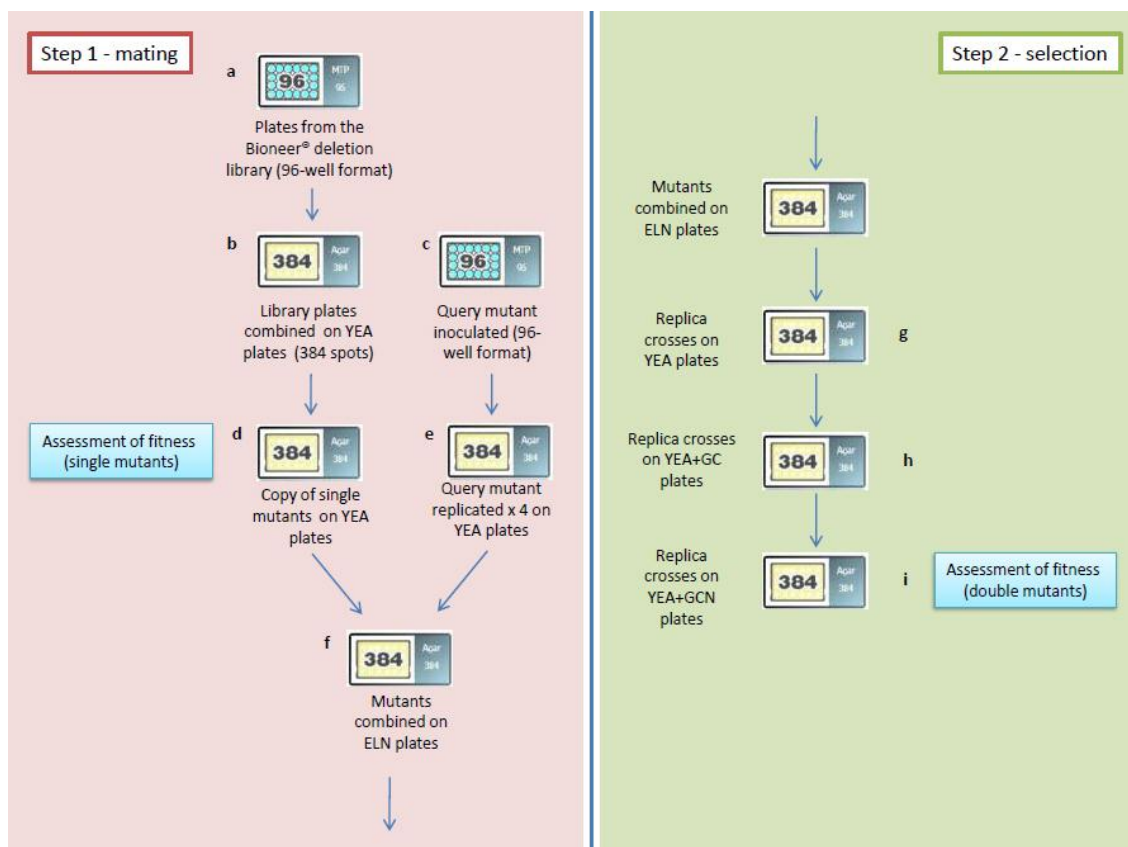 Step 1 - mating
a
96
MTP
96
Plates from the
Bioneer® deletion
library (96-well format)
b
384
Agar
384
Library plates
combined on YEA
plates (384 spots)
c
96
MTP
96
Query mutant
inoculated (96-
well format)
Assessment of fitness
(single mutants)
d
384
Agar
384
Copy of single
mutants on YEA
plates
e
384
Agar
384
Query mutant
replicated x 4 on
YEA plates
f
384
Agar
384
Mutants
combined on
ELN plates
Step 2 - selection
Mutants
combined on
ELN plates
384
Agar
384
Replica
crosses on
YEA plates
384
Agar
384
g
Replica crosses
on YEA+GC
plates
384
Agar
384
h
Replica
crosses on
YEA+GCN
plates
384
Agar
384
i
Assessment of fitness
(double mutants)